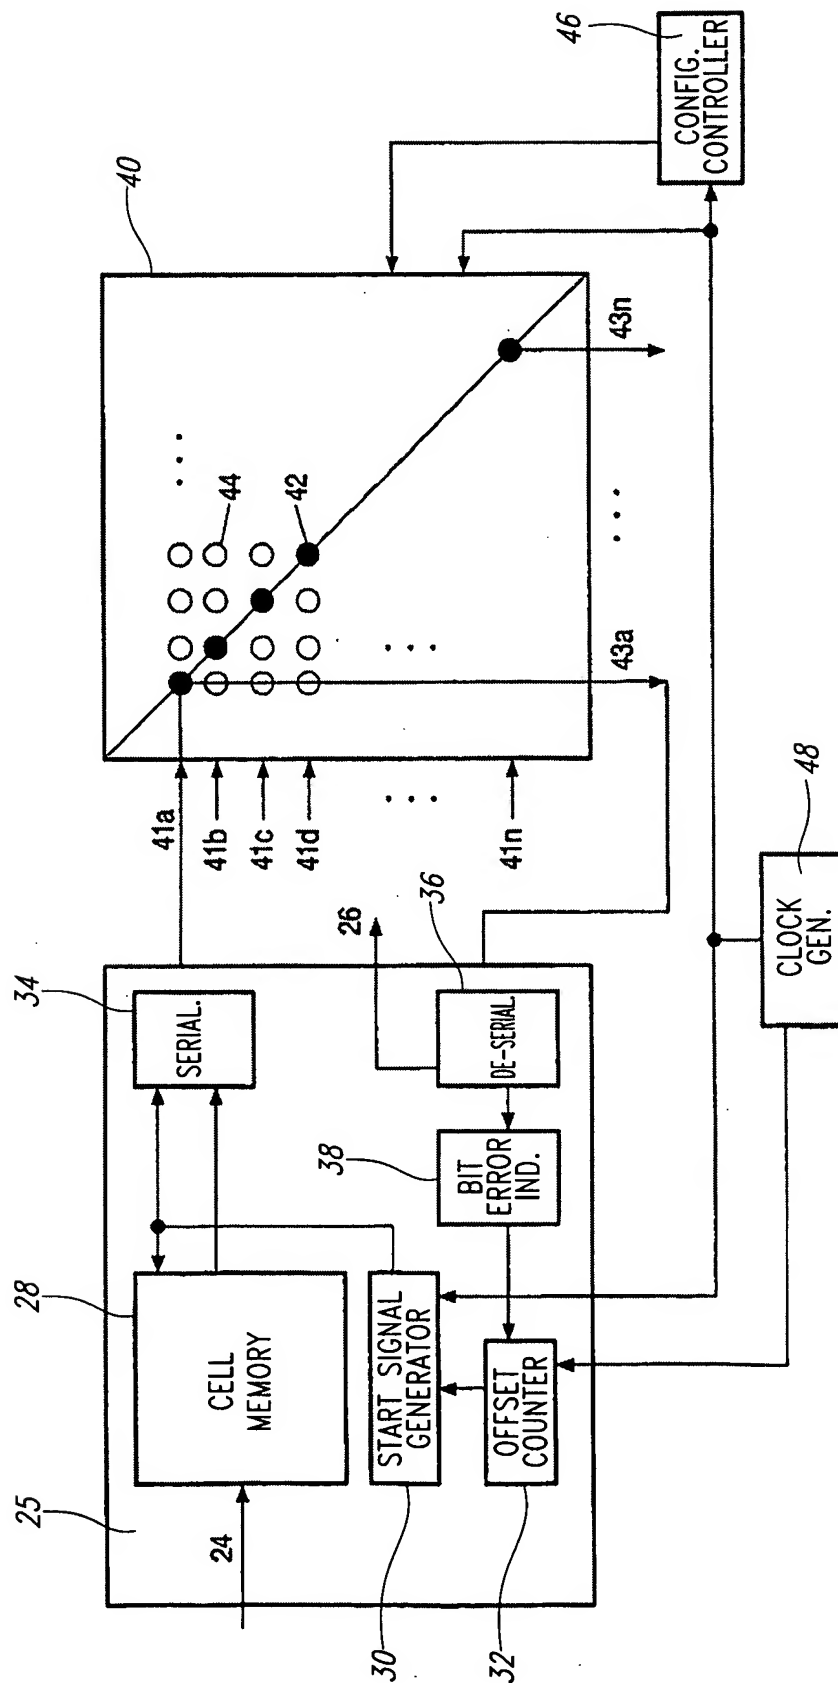 25
24
28
CELL
MEMORY
34
SERIAL.
30
START SIGNAL
GENERATOR
32
OFFSET
COUNTER
38
BIT
ERROR
IND.
36
DE-SERIAL.
26
41a
41b
41c
41d
41n
40
44
42
43a
43n
46
CONFIG.
CONTROLLER
48
CLOCK
GEN.